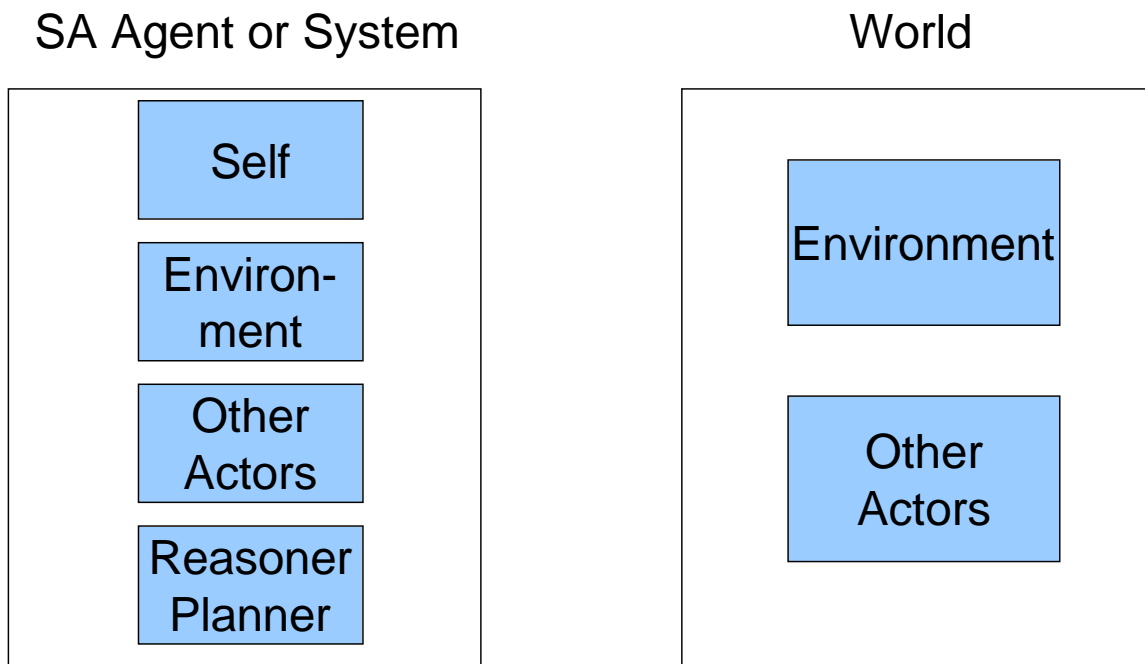 SA Agent or System
Self
Environ-
ment
Other
Actors
Reasoner
Planner
World
Environment
Other
Actors